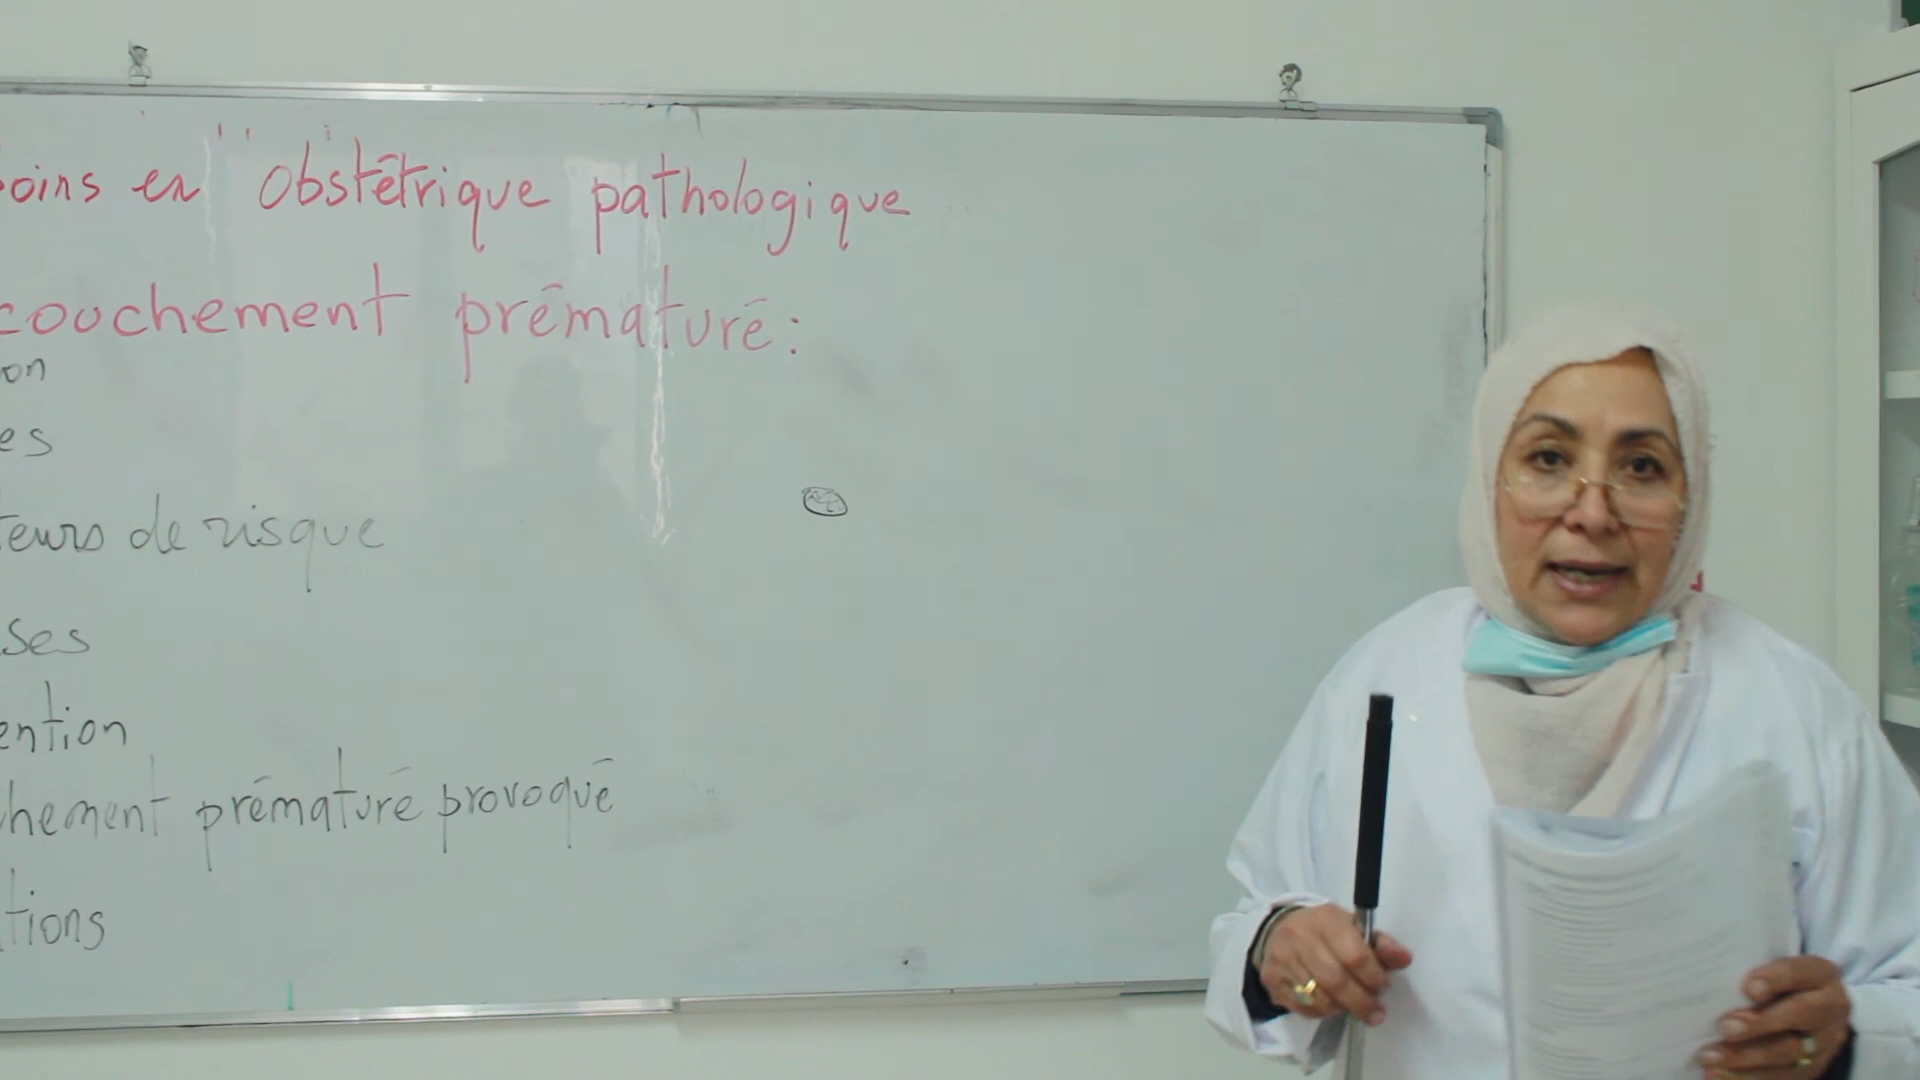 oins en obstétrique pathologique
couchement prématuré:
on
es
teurs de risque
ses
ention
hement prématuré provoqué
tions